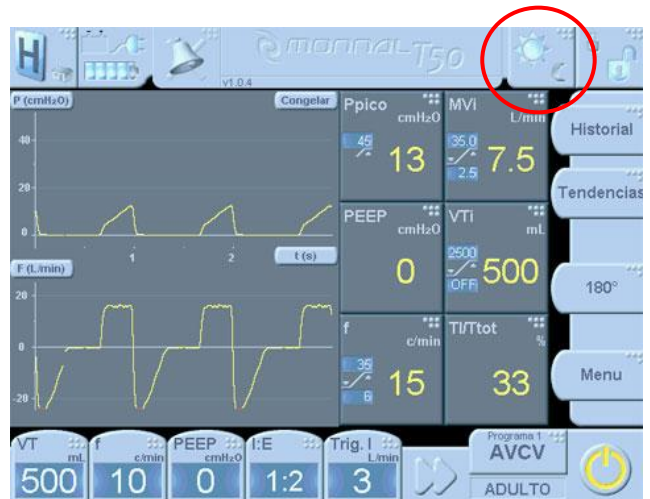 H
monnal T50
v1.0.4
P (cmH₂O)
Congelar
40
20
0
1
2
t (s)
F (L/min)
20
0
-20
Ppico
cmH₂O
45
13
MVi
L/min
35.0
2.5
7.5
PEEP
cmH₂O
0
VTi
mL
2500
OFF
500
f
c/min
35
6
15
TI/Ttot
%
33
Historial
Tendencias
180°
Menu
VT
mL
500
f
c/min
10
PEEP
cmH₂O
0
I:E
1:2
Trig. I
L/min
3
Programa 1
AVCV
ADULTO